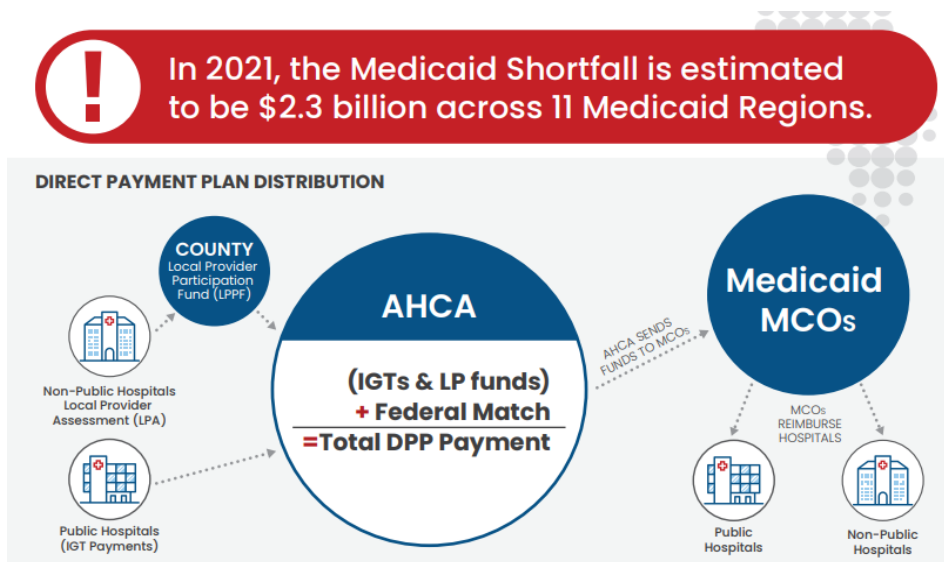 !
In 2021, the Medicaid Shortfall is estimated
to be $2.3 billion across 11 Medicaid Regions.
DIRECT PAYMENT PLAN DISTRIBUTION
COUNTY
Local Provider
Participation
Fund (LPPF)
Non-Public Hospitals
Local Provider
Assessment (LPA)
Public Hospitals
(IGT Payments)
AHCA
(IGTs & LP funds)
+ Federal Match
=Total DPP Payment
AHCA SENDS
FUNDS TO MCOs
Medicaid
MCOs
MCOs
REIMBURSE
HOSPITALS
Public
Hospitals
Non-Public
Hospitals